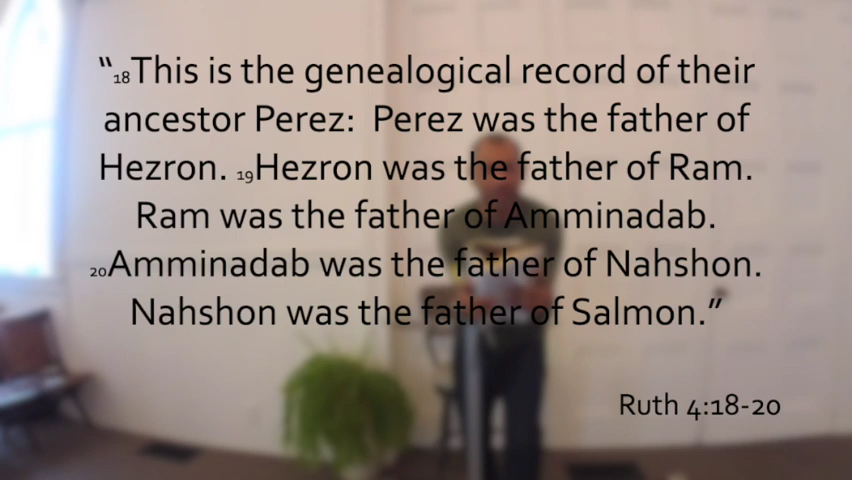 “18This is the genealogical record of their
ancestor Perez:  Perez was the father of
Hezron. 19Hezron was the father of Ram.
Ram was the father of Amminadab.
20Amminadab was the father of Nahshon.
Nahshon was the father of Salmon.”
Ruth 4:18-20